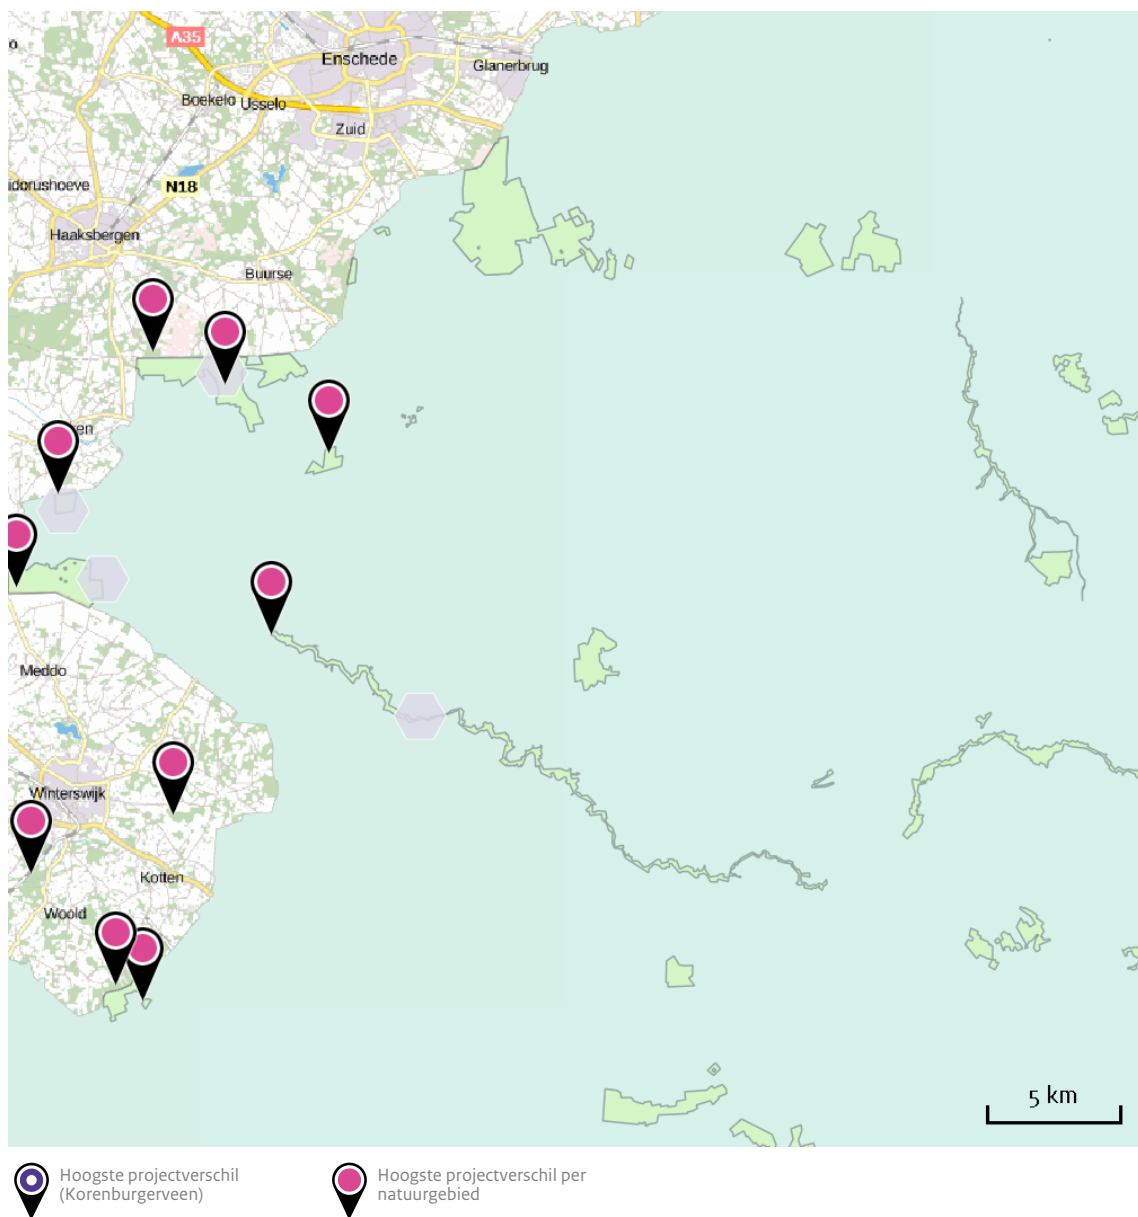 A35
Enschede
Glanerbrug
Boekelo
Usselo
Zuid
idorushoeve
N18
Haaksbergen
Buurse
Meddo
Winterswijk
Kotten
Woold
5 km
Hoogste projectverschil
(Korenburgerveen)
Hoogste projectverschil per
natuurgebied